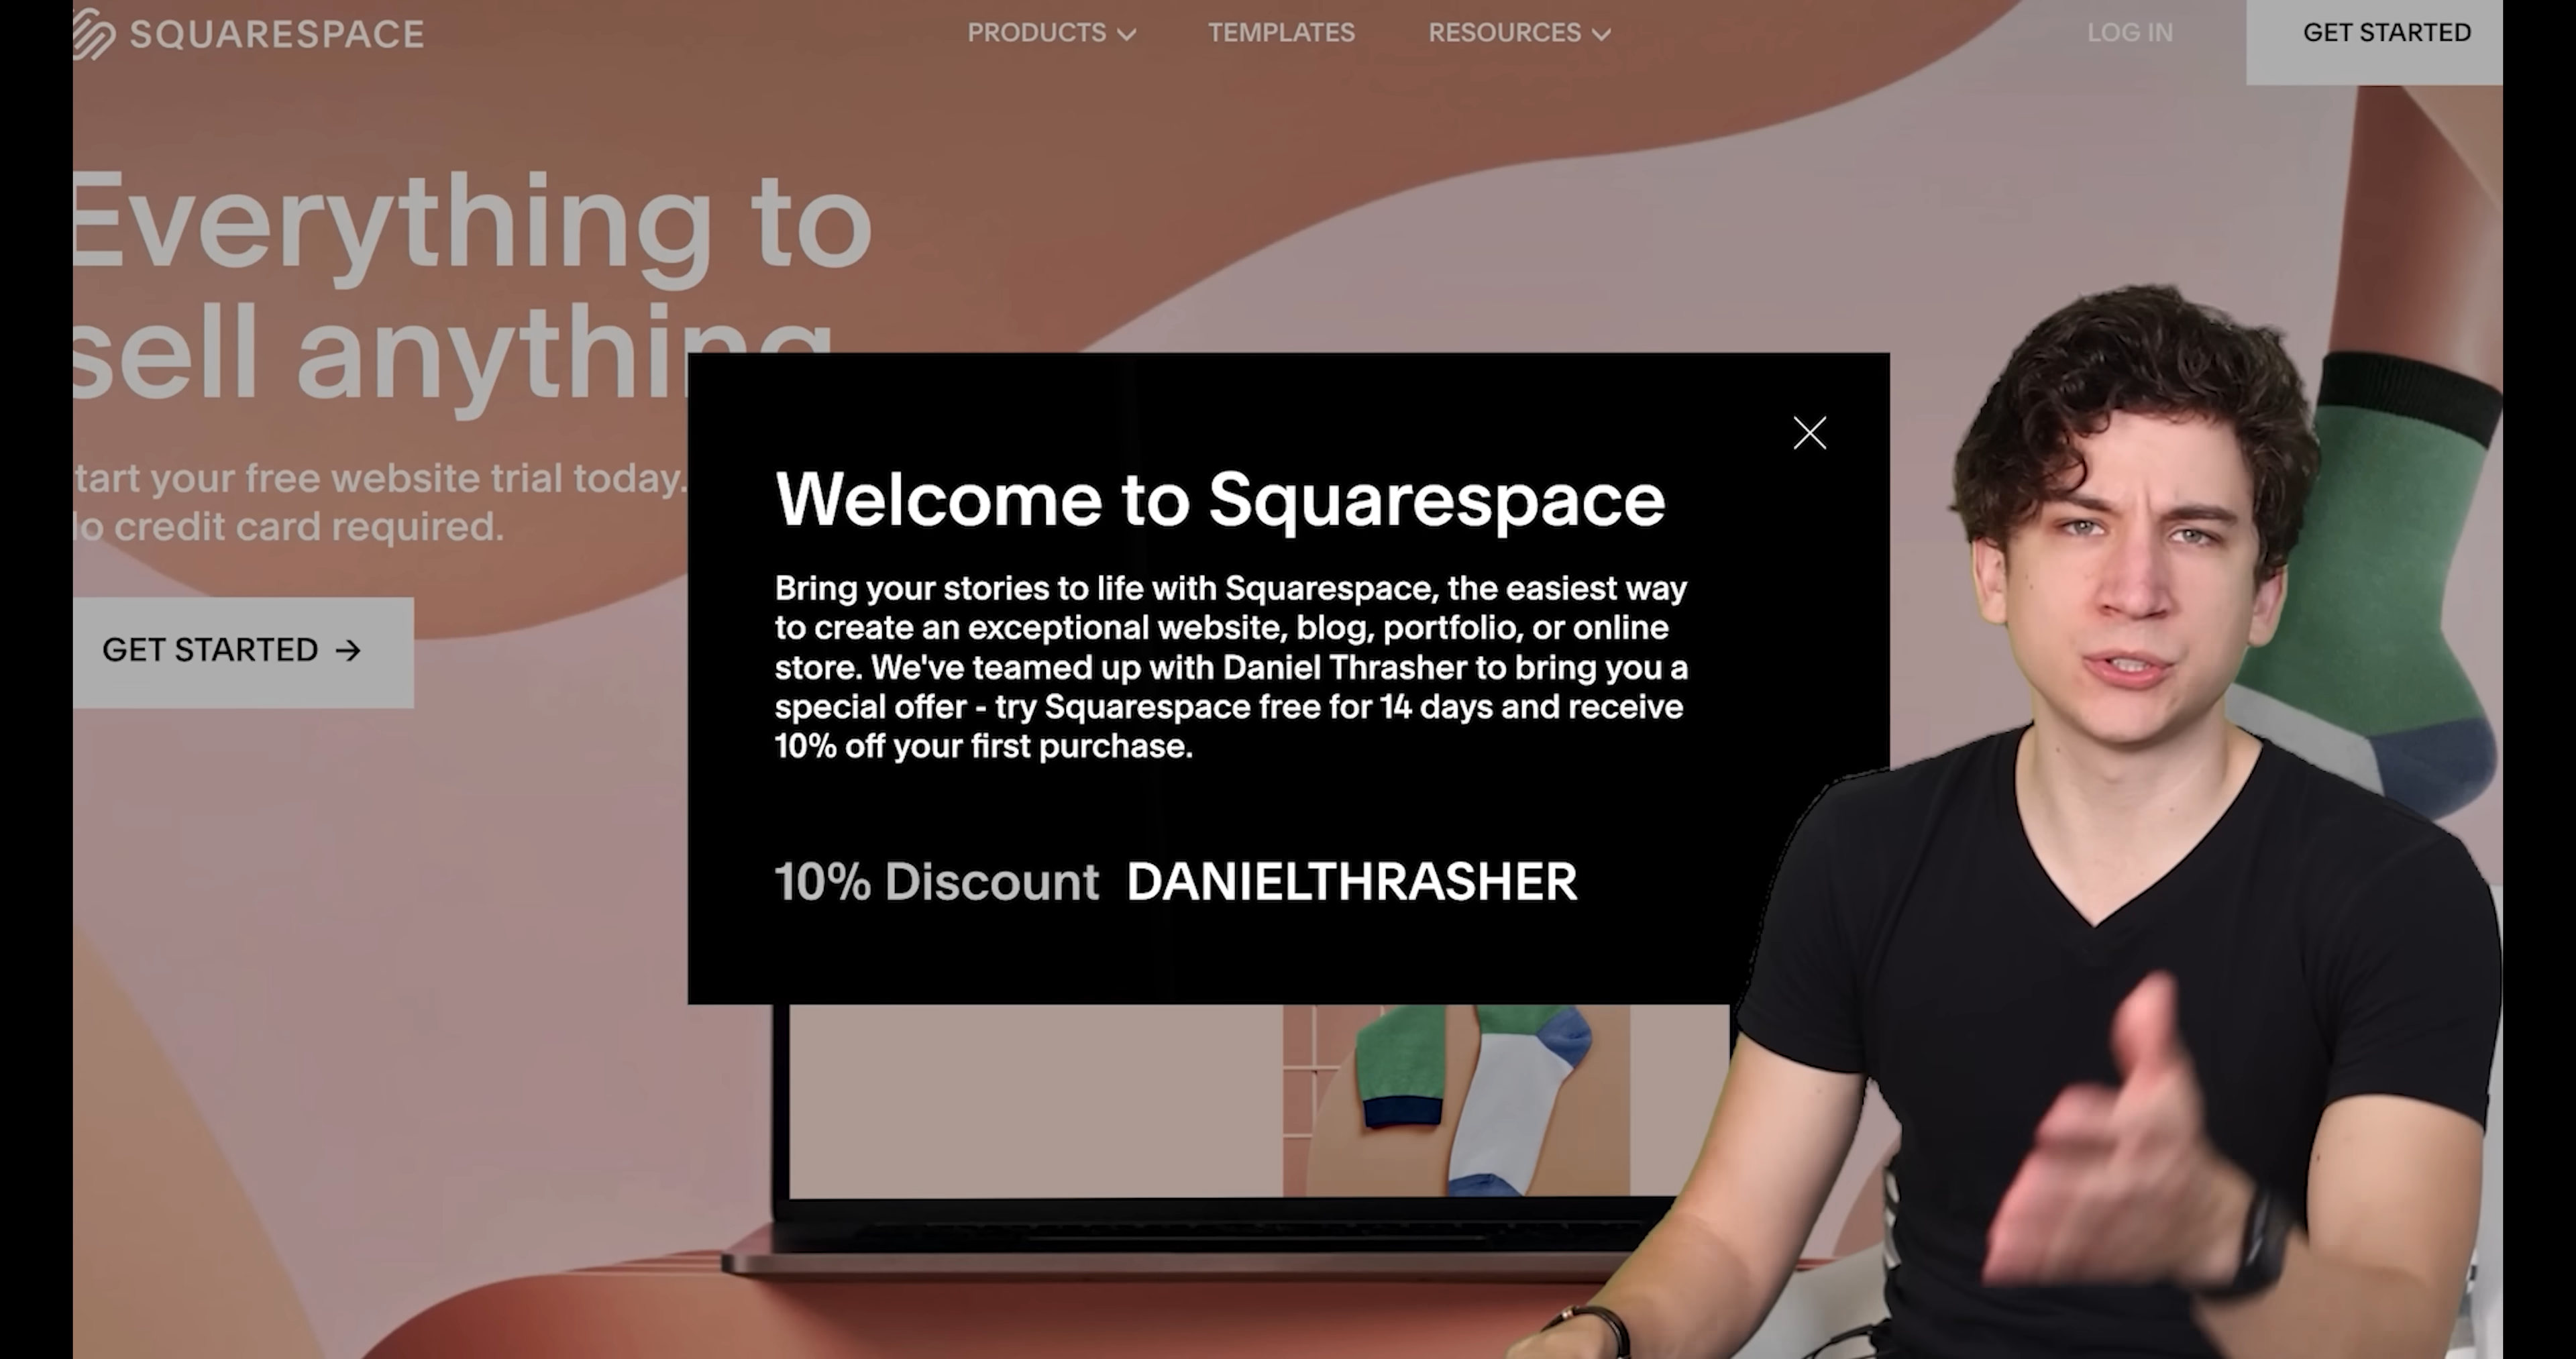 SQUARESPACE
PRODUCTS
TEMPLATES
RESOURCES
LOG IN
GET STARTED
Everything to
sell anything
tart your free website trial today.
o credit card required.
GET STARTED →
Welcome to Squarespace
Bring your stories to life with Squarespace, the easiest way
to create an exceptional website, blog, portfolio, or online
store. We've teamed up with Daniel Thrasher to bring you a
special offer - try Squarespace free for 14 days and receive
10% off your first purchase.
10% Discount DANIELTHRASHER